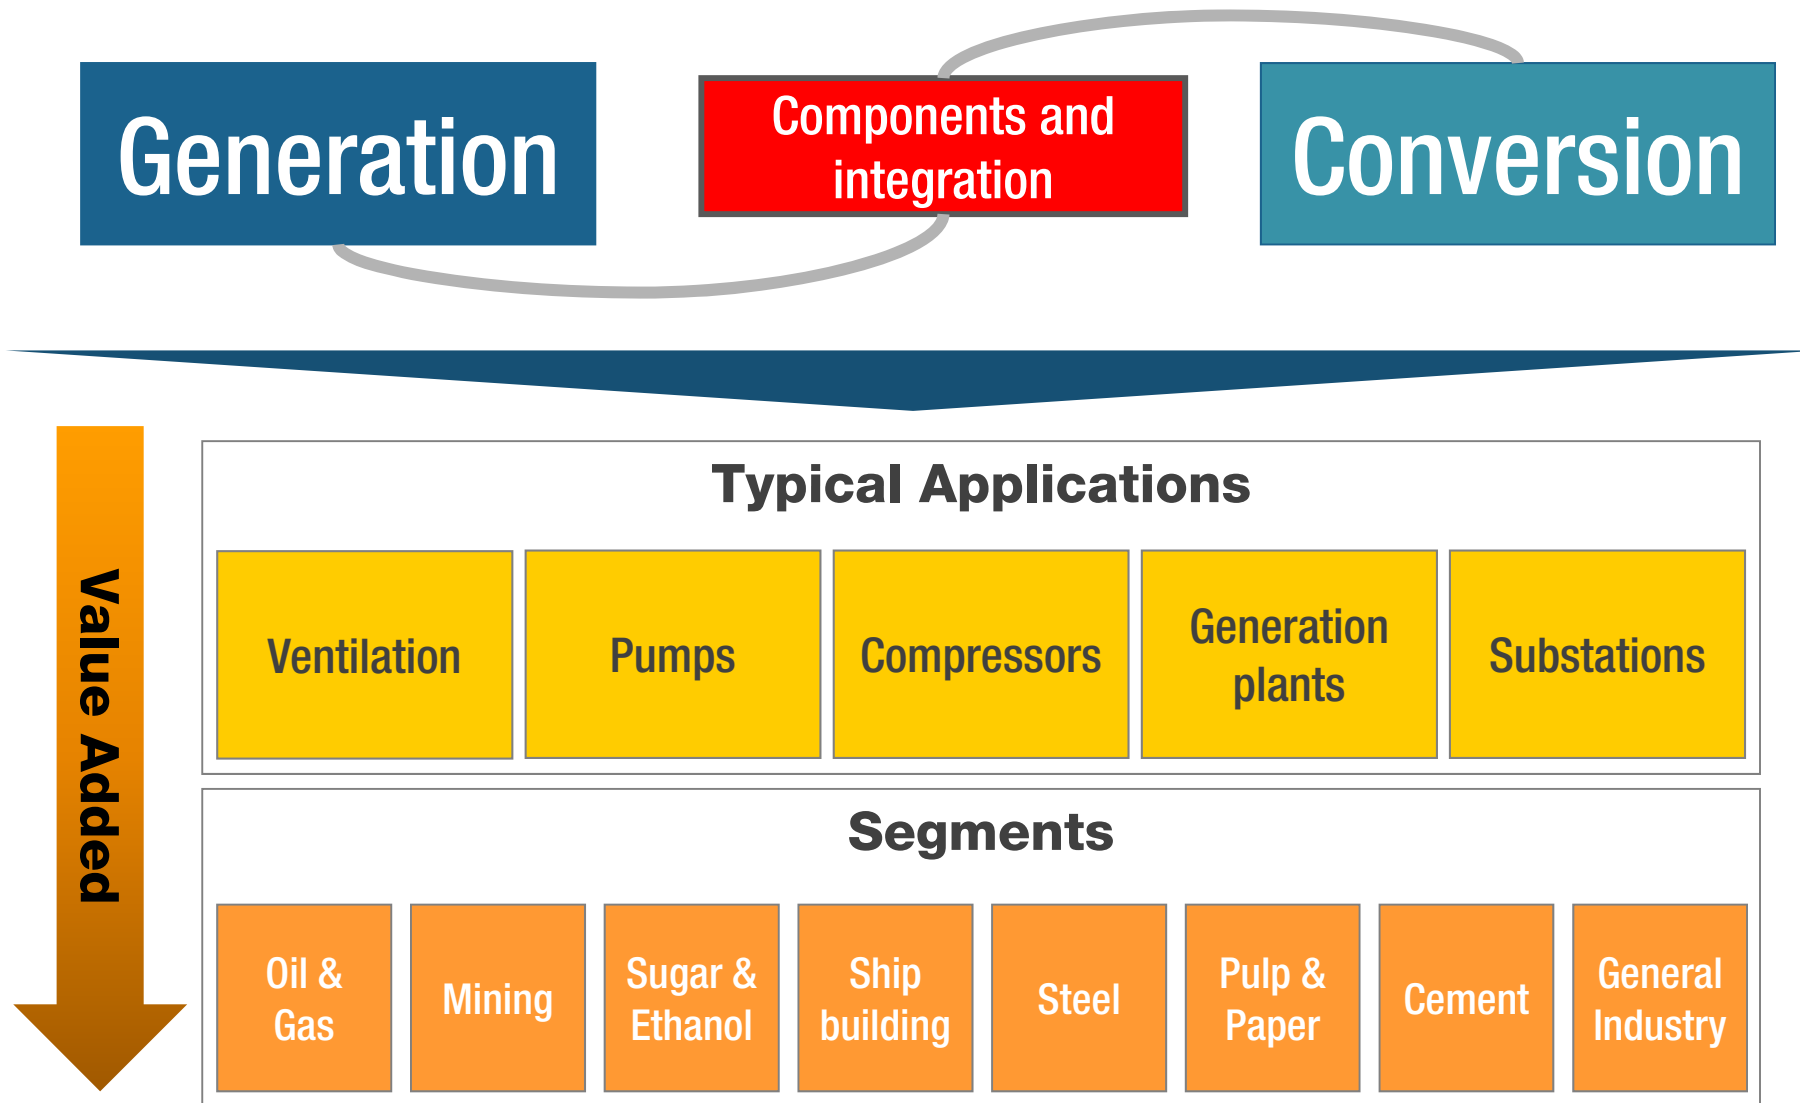 Generation
Components and
integration
Conversion
Value Added
Typical Applications
Ventilation
Pumps
Compressors
Generation
plants
Substations
Segments
Oil &
Gas
Mining
Sugar &
Ethanol
Ship
building
Steel
Pulp &
Paper
Cement
General
Industry